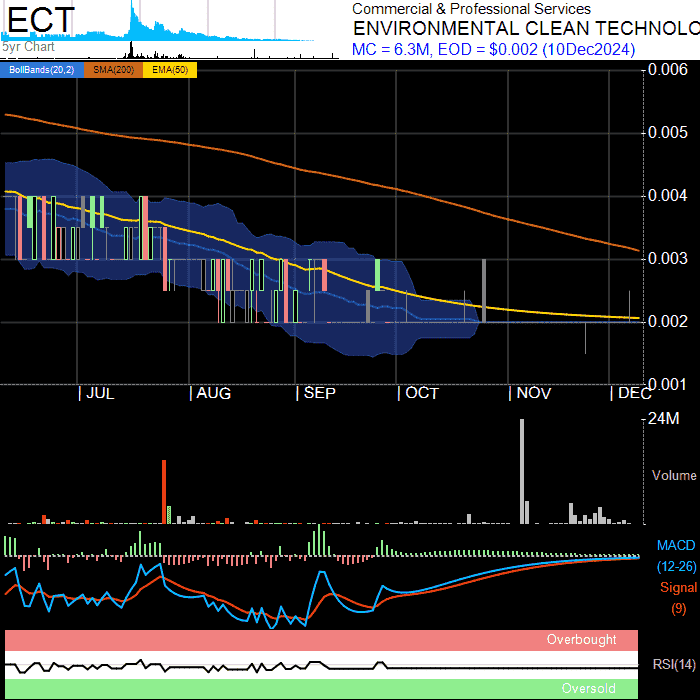 ECT
5yr Chart
Commercial & Professional Services
ENVIRONMENTAL CLEAN TECHNOLO
MC = 6.3M, EOD = $0.002 (10Dec2024)
BollBands(20,2) SMA(200) EMA(50)
0.006
0.005
0.004
0.003
0.002
0.001
| JUL | AUG | SEP | OCT | NOV | DEC
24M
Volume
MACD
(12-26)
Signal
(9)
Overbought
RSI(14)
Oversold